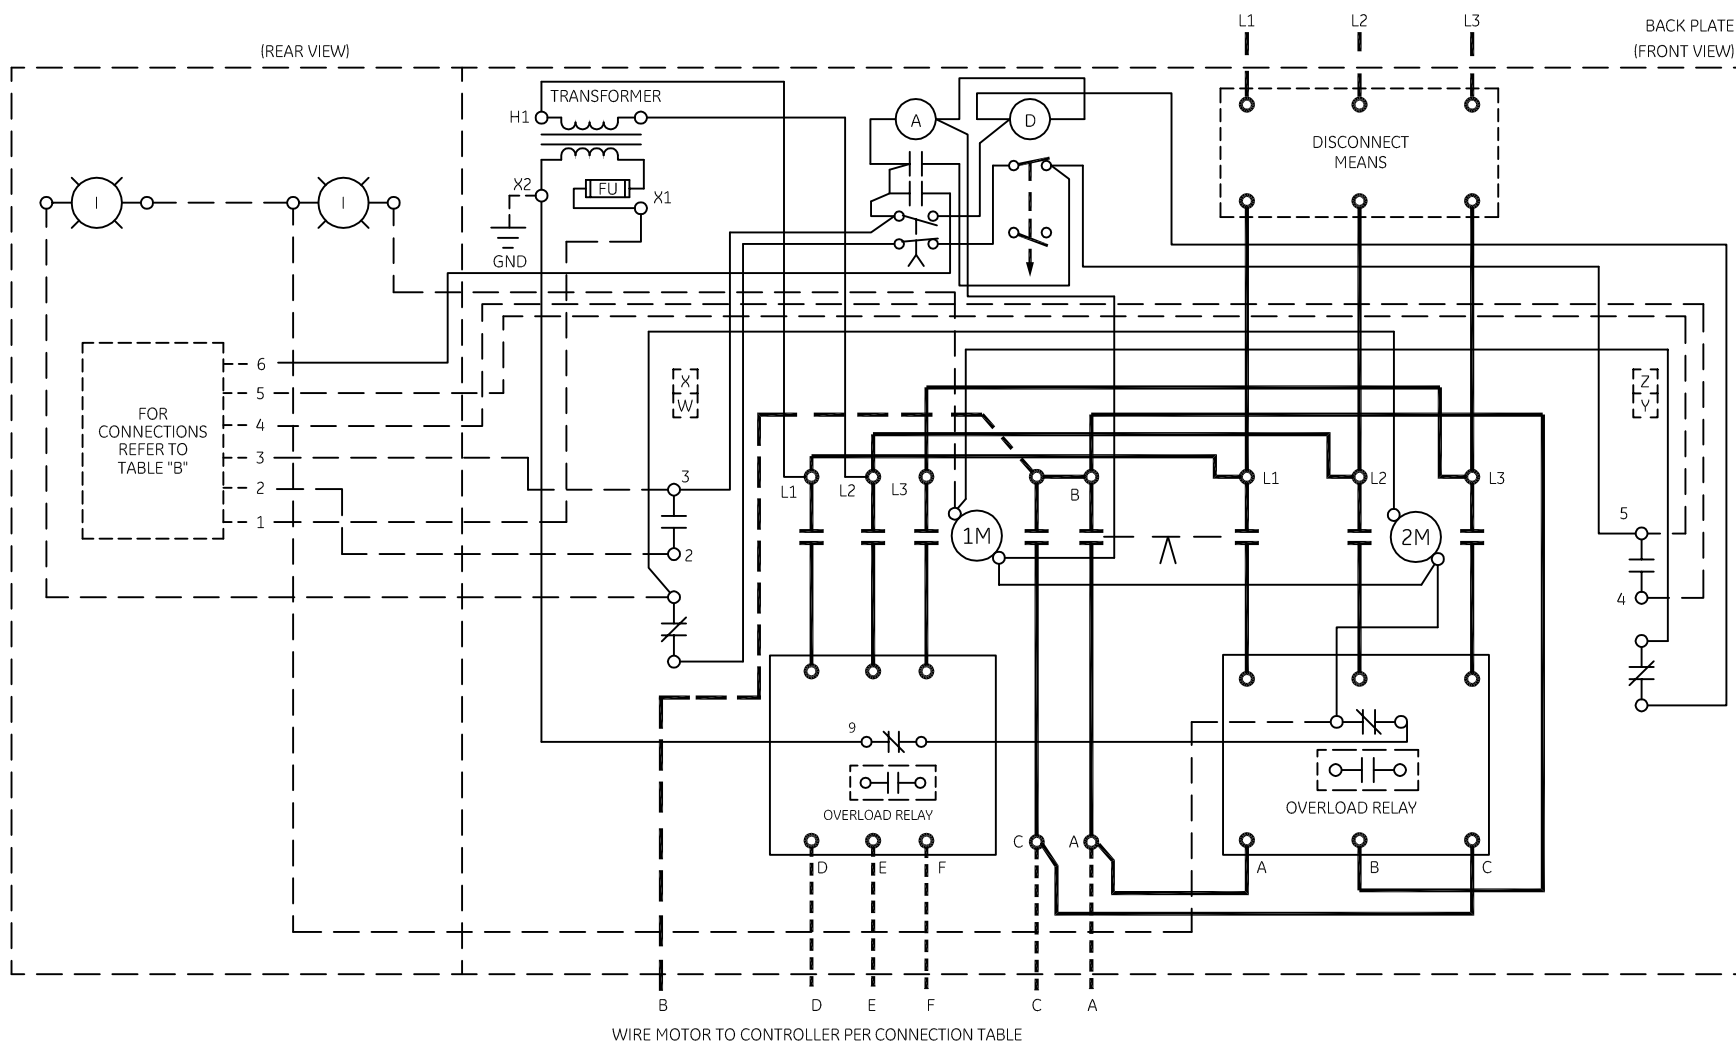 L1
L2
L3
BACK PLATE
(REAR VIEW)
(FRONT VIEW)
TRANSFORMER
H1
A
D
DISCONNECT
MEANS
X2
FU
X1
I
I
GND
6
5
4
3
2
1
FOR
CONNECTIONS
REFER TO
TABLE "B"
X
W
Z
Y
3
L1
L2
L3
B
L1
L2
L3
1M
2M
5
2
4
9
OVERLOAD RELAY
OVERLOAD RELAY
C
A
D
E
F
A
B
C
B
D
E
F
C
A
WIRE MOTOR TO CONTROLLER PER CONNECTION TABLE